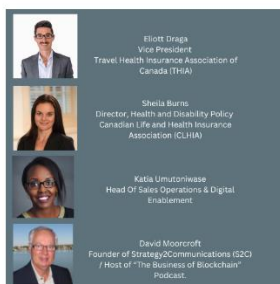 Eliott Draga
Vice President
Travel Health Insurance Association of
Canada (THIA)
Sheila Burns
Director, Health and Disability Policy
Canadian Life and Health Insurance
Association (CLHIA)
Katia Umutoniwase
Head Of Sales Operations & Digital
Enablement
David Moorcroft
Founder of Strategy2Communications (S2C)
/ Host of "The Business of Blockchain"
Podcast.